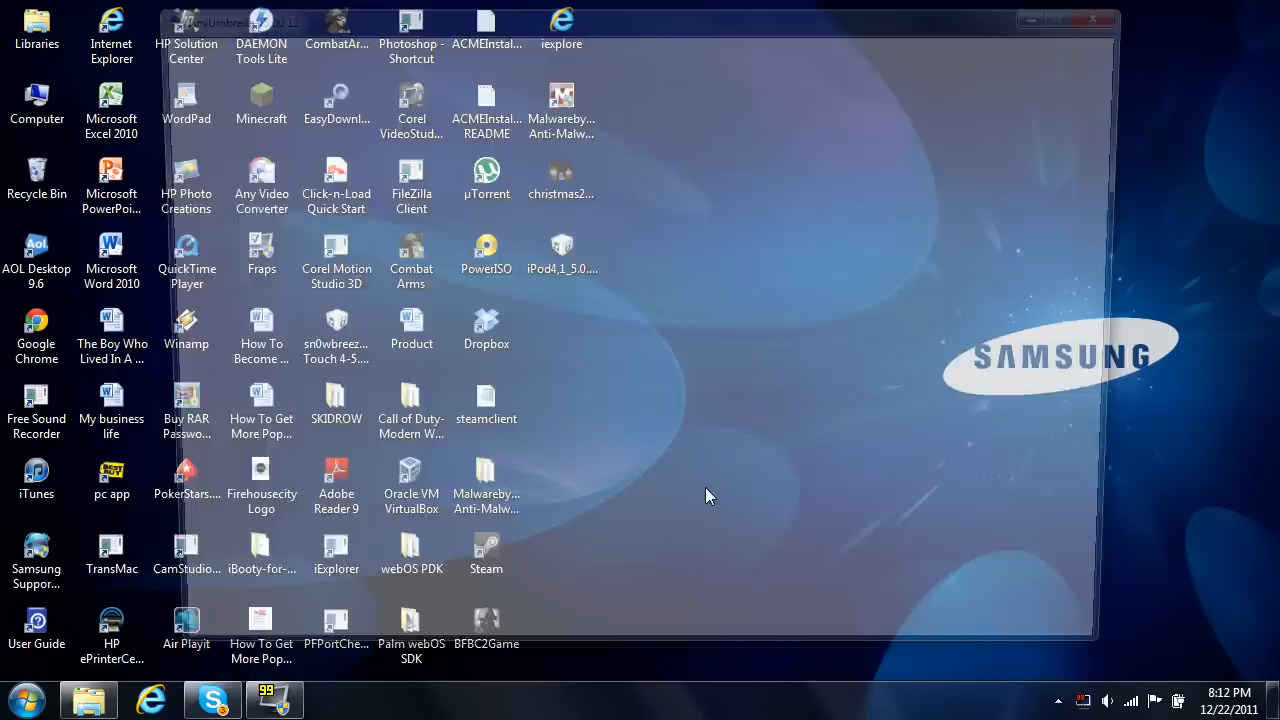 Libraries
Internet
Explorer
HP Solution
Center
DAEMON
Tools Lite
CombatAr...
Photoshop -
Shortcut
ACMEInstal...
iexplore
Computer
Microsoft
Excel 2010
WordPad
Minecraft
EasyDownl...
Corel
VideoStud...
ACMEInstal...
README
Malwareby...
Anti-Malw...
Recycle Bin
Microsoft
PowerPoi...
HP Photo
Creations
Any Video
Converter
Click-n-Load
Quick Start
FileZilla
Client
µTorrent
christmas2...
AOL Desktop
9.6
Microsoft
Word 2010
QuickTime
Player
Fraps
Corel Motion
Studio 3D
Combat
Arms
PowerISO
iPod4,1_5.0....
Google
Chrome
The Boy Who
Lived In A ...
Winamp
How To
Become ...
sn0wbreez...
Touch 4-5....
Product
Dropbox
SAMSUNG
Free Sound
Recorder
My business
life
Buy RAR
Passwo...
How To Get
More Pop...
SKIDROW
Call of Duty-
Modern W...
steamclient
iTunes
pc app
PokerStars....
Firehousecity
Logo
Adobe
Reader 9
Oracle VM
VirtualBox
Malwareby...
Anti-Malw...
Samsung
Suppor...
TransMac
CamStudio...
iBooty-for-...
iExplorer
webOS PDK
Steam
User Guide
HP
ePrinterCe...
Air Playit
How To Get
More Pop...
PFPortChe...
Palm webOS
SDK
BFBC2Game
99
8:12 PM
12/22/2011